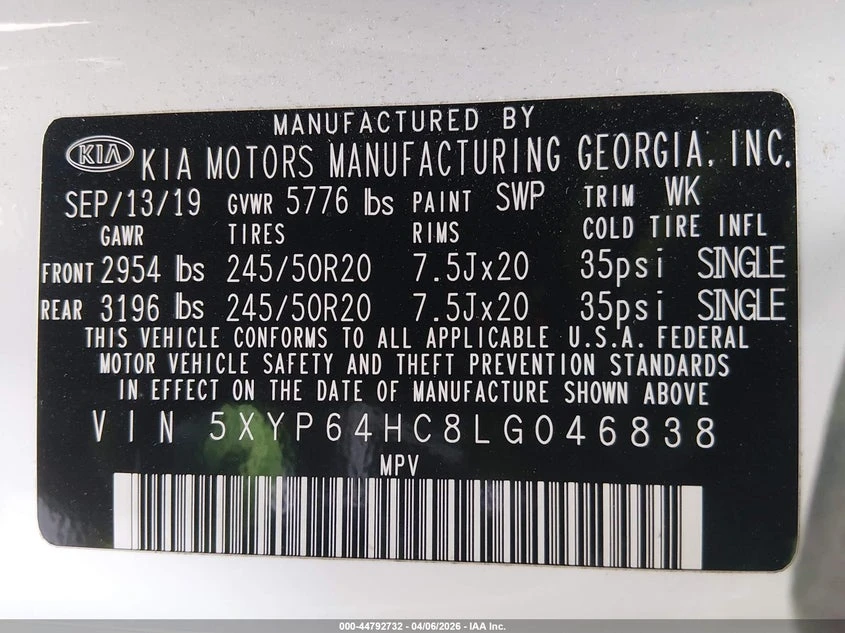 MANUFACTURED BY
KIA KIA MOTORS MANUFACTURING GEORGIA, INC.
SEP/13/19 GVWR 5776 lbs PAINT SWP TRIM WK
GAWR TIRES RIMS COLD TIRE INFL
FRONT 2954 lbs 245/50R20 7.5Jx20 35psi SINGLE
REAR 3196 lbs 245/50R20 7.5Jx20 35psi SINGLE
THIS VEHICLE CONFORMS TO ALL APPLICABLE U.S.A. FEDERAL
MOTOR VEHICLE SAFETY AND THEFT PREVENTION STANDARDS
IN EFFECT ON THE DATE OF MANUFACTURE SHOWN ABOVE
VIN 5XYP64HC8LG046838
MPV
000-44792732 - 04/06/2026 - IAA Inc.